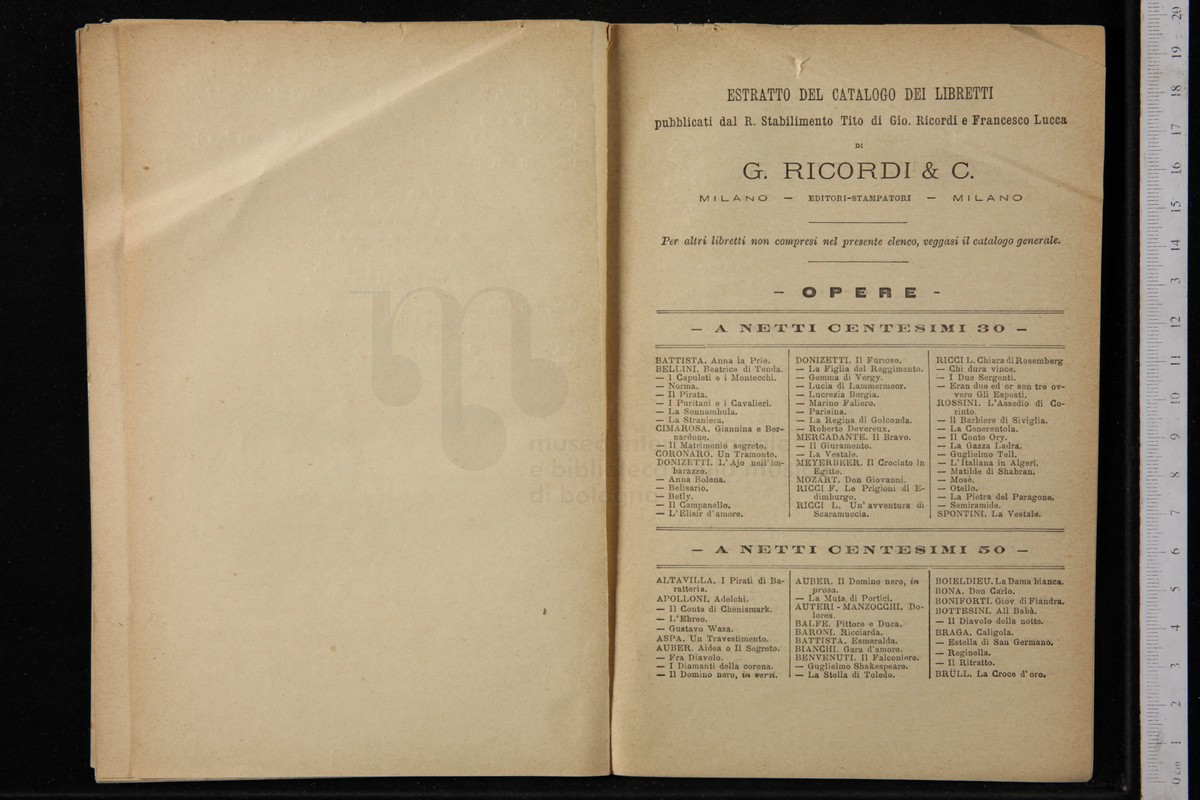 ESTRATTO DEL CATALOGO DEI LIBRETTI
pubblicati dal R. Stabilimento Tito di Gio. Ricordi e Francesco Lucca
DI
G. RICORDI & C.
MILANO — EDITORI-STAMPATORI — MILANO
Per altri libretti non compresi nel presente elenco, veggasi il catalogo generale.
- OPERE -
— A NETTI CENTESIMI 30 —
BATTISTA. Anna la Prie.
BELLINI. Beatrice di Tenda.
— I Capuleti e i Montecchi.
— Norma.
— Il Pirata.
— I Puritani e i Cavalieri.
— La Sonnambula.
— La Straniera.
CIMAROSA. Giannina e Ber-
nardone.
— Il Matrimonio segreto.
CORONARO. Un Tramonto.
DONIZETTI. L'Ajo nell'im-
barazzo.
— Anna Bolena.
— Belisario.
— Betly.
— Il Campanello.
— L'Elisir d'amore.
DONIZETTI. Il Furioso.
— La Figlia del Reggimento.
— Gemma di Vergy.
— Lucia di Lammermoor.
— Lucrezia Borgia.
— Marino Faliero.
— Parisina.
— La Regina di Golconda.
— Roberto Devereux.
MERCADANTE. Il Bravo.
— Il Giuramento.
— La Vestale.
MEYERBEER. Il Crociato in
Egitto.
MOZART. Don Giovanni.
RICCI F. Le Prigioni di E-
dimburgo.
RICCI L. Un'avventura di
Scaramuccia.
RICCI L. Chiara di Rosemberg
— Chi dura vince.
— I Due Sergenti.
— Eran due ed or son tre ov-
vero Gli Esposti.
ROSSINI. L'Assedio di Co-
rinto.
— Il Barbiere di Siviglia.
— La Cenerentola.
— Il Conte Ory.
— La Gazza Ladra.
— Guglielmo Tell.
— L'Italiana in Algeri.
— Matilde di Shabran.
— Mosè.
— Otello.
— La Pietra del Paragone.
— Semiramide.
SPONTINI. La Vestale.
— A NETTI CENTESIMI 50 —
ALTAVILLA. I Pirati di Ba-
ratteria.
APOLLONI. Adelchi.
— Il Conte di Chenismark.
— L'Ebreo.
— Gustavo Wasa.
ASPA. Un Travestimento.
AUBER. Aidea o Il Segreto.
— Fra Diavolo.
— I Diamanti della corona.
— Il Domino nero, in versi.
AUBER. Il Domino nero, in
prosa.
— La Muta di Portici.
AUTERI-MANZOCCHI. Do-
lores.
BALFE. Pittore e Duca.
BARONI. Ricciarda.
BATTISTA. Esmeralda.
BIANCHI. Gara d'amore.
BENVENUTI. Il Falconiere.
— Guglielmo Shakespeare.
— La Stella di Toledo.
BOIELDIEU. La Dama bianca.
BONA. Don Carlo.
BONIFORTI. Giov. di Fiandra.
BOTTESINI. Alì Babà.
— Il Diavolo della notte.
BRAGA. Caligola.
— Estella di San Germano.
— Reginella.
— Il Ritratto.
BRÜLL. La Croce d'oro.